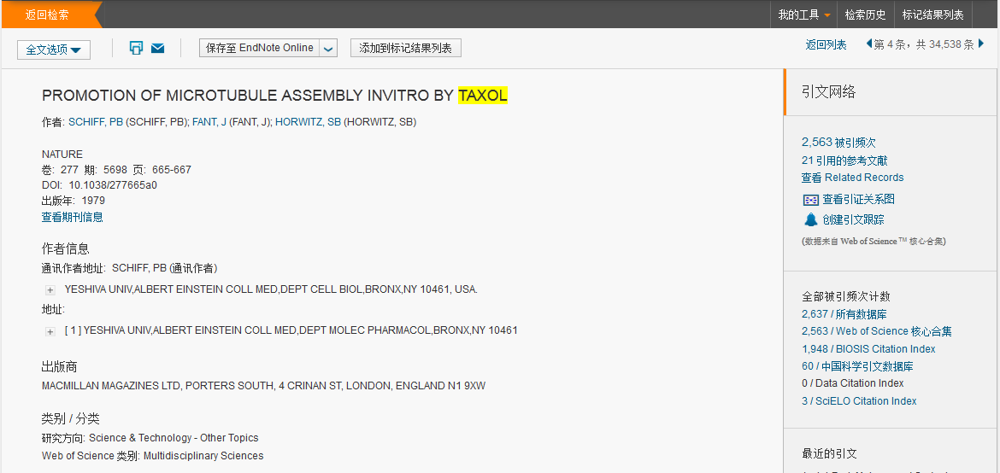 返回检索
我的工具 检索历史 标记结果列表
全文选项 保存至 EndNote Online 添加到标记结果列表 返回列表 第 4 条，共 34,538 条
PROMOTION OF MICROTUBULE ASSEMBLY INVITRO BY TAXOL
作者: SCHIFF, PB (SCHIFF, PB); FANT, J (FANT, J); HORWITZ, SB (HORWITZ, SB)
NATURE
卷: 277 期: 5698 页: 665-667
DOI: 10.1038/277665a0
出版年: 1979
查看期刊信息
作者信息
通讯作者地址: SCHIFF, PB (通讯作者)
YESHIVA UNIV,ALBERT EINSTEIN COLL MED,DEPT CELL BIOL,BRONX,NY 10461, USA.
地址:
[ 1 ] YESHIVA UNIV,ALBERT EINSTEIN COLL MED,DEPT MOLEC PHARMACOL,BRONX,NY 10461
出版商
MACMILLAN MAGAZINES LTD, PORTERS SOUTH, 4 CRINAN ST, LONDON, ENGLAND N1 9XW
类别 / 分类
研究方向: Science & Technology - Other Topics
Web of Science 类别: Multidisciplinary Sciences
引文网络
2,563 被引频次
21 引用的参考文献
查看 Related Records
查看引证关系图
创建引文跟踪
(数据来自 Web of Science™ 核心合集)
全部被引频次计数
2,637 / 所有数据库
2,563 / Web of Science 核心合集
1,948 / BIOSIS Citation Index
60 / 中国科学引文数据库
0 / Data Citation Index
3 / SciELO Citation Index
最近的引文